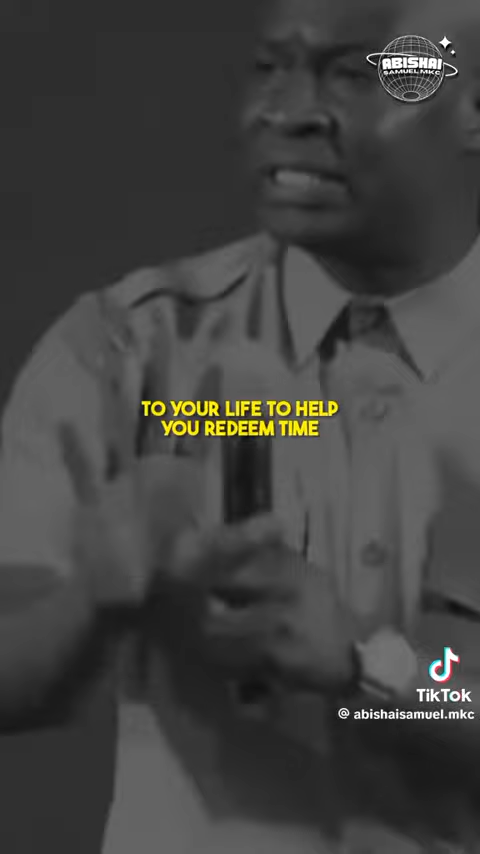 ABISHAI
SAMUEL MKC
TO YOUR LIFE TO HELP
YOU REDEEM TIME
TikTok
@ abishaisamuel.mkc